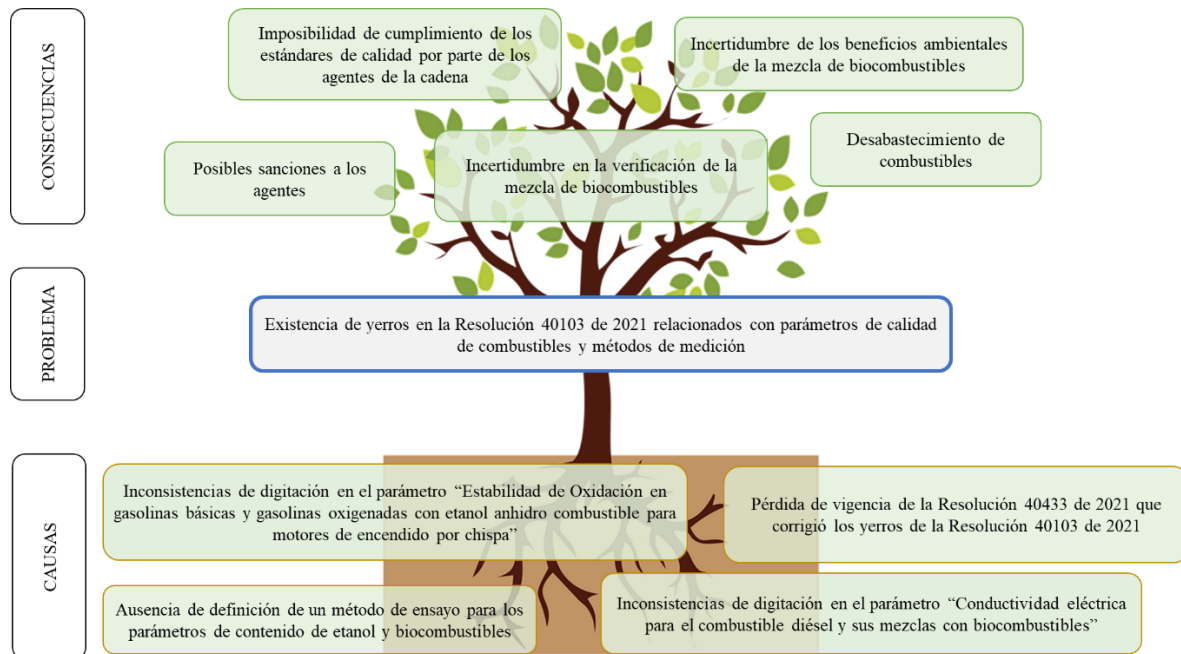 CONSECUENCIAS
Imposibilidad de cumplimiento de los
estándares de calidad por parte de los
agentes de la cadena
Incertidumbre de los beneficios ambientales
de la mezcla de biocombustibles
Posibles sanciones a los
agentes
Incertidumbre en la verificación de la
mezcla de biocombustibles
Desabastecimiento de
combustibles
PROBLEMA
Existencia de yerros en la Resolución 40103 de 2021 relacionados con parámetros de calidad
de combustibles y métodos de medición
CAUSAS
Inconsistencias de digitación en el parámetro “Estabilidad de Oxidación en
gasolinas básicas y gasolinas oxigenadas con etanol anhidro combustible para
motores de encendido por chispa”
Pérdida de vigencia de la Resolución 40433 de 2021 que
corrigió los yerros de la Resolución 40103 de 2021
Ausencia de definición de un método de ensayo para los
parámetros de contenido de etanol y biocombustibles
Inconsistencias de digitación en el parámetro “Conductividad eléctrica
para el combustible diésel y sus mezclas con biocombustibles”